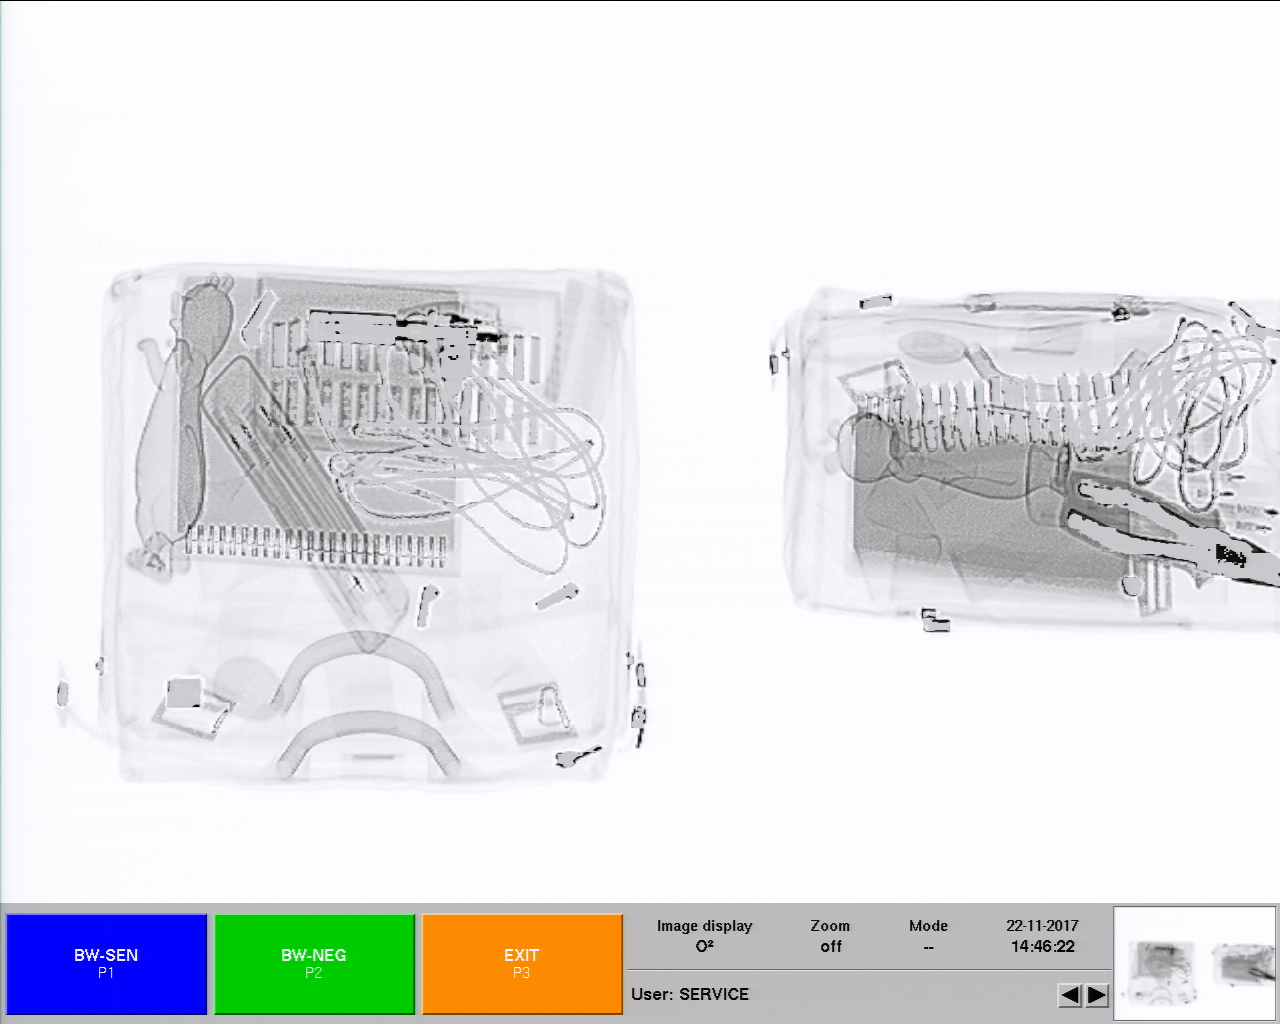 BW-SEN
P1
BW-NEG
P2
EXIT
P3
Image display
O²
Zoom
off
Mode
--
22-11-2017
14:46:22
User: SERVICE